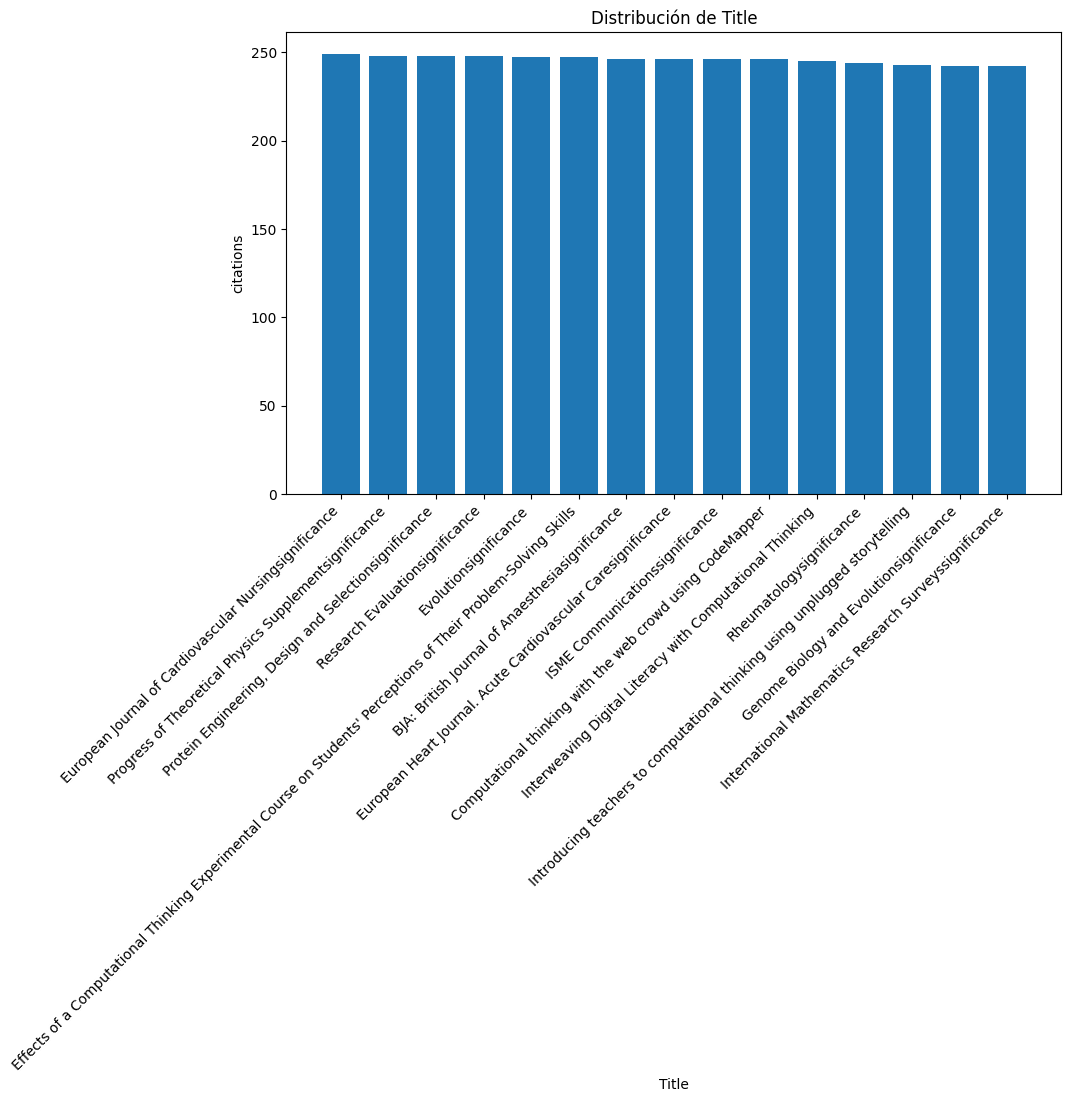 Distribución de Title
250
200
150
100
50
0
citations
European Journal of Cardiovascular Nursingsignificance
Progress of Theoretical Physics Supplementsignificance
Protein Engineering, Design and Selectionsignificance
Research Evaluationsignificance
Evolutionsignificance
Effects of a Computational Thinking Experimental Course on Students' Perceptions of Their Problem-Solving Skills
BJA: British Journal of Anaesthesiasignificance
European Heart Journal. Acute Cardiovascular Caresignificance
ISME Communicationssignificance
Computational thinking with the web crowd using CodeMapper
Interweaving Digital Literacy with Computational Thinking
Rheumatologysignificance
Introducing teachers to computational thinking using unplugged storytelling
Genome Biology and Evolutionsignificance
International Mathematics Research Surveyssignificance
Title